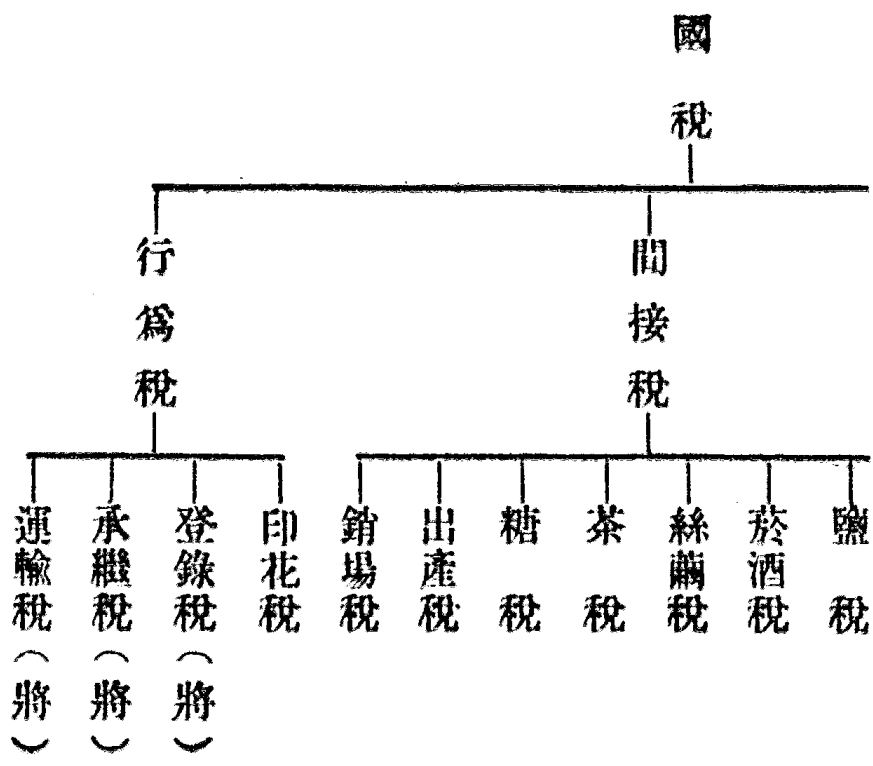 國稅
間接稅
行爲稅
鹽稅
菸酒稅
絲繭稅
茶稅
糖稅
出產稅
銷場稅
印花稅
登錄稅（將）
承繼稅（將）
運輸稅（將）